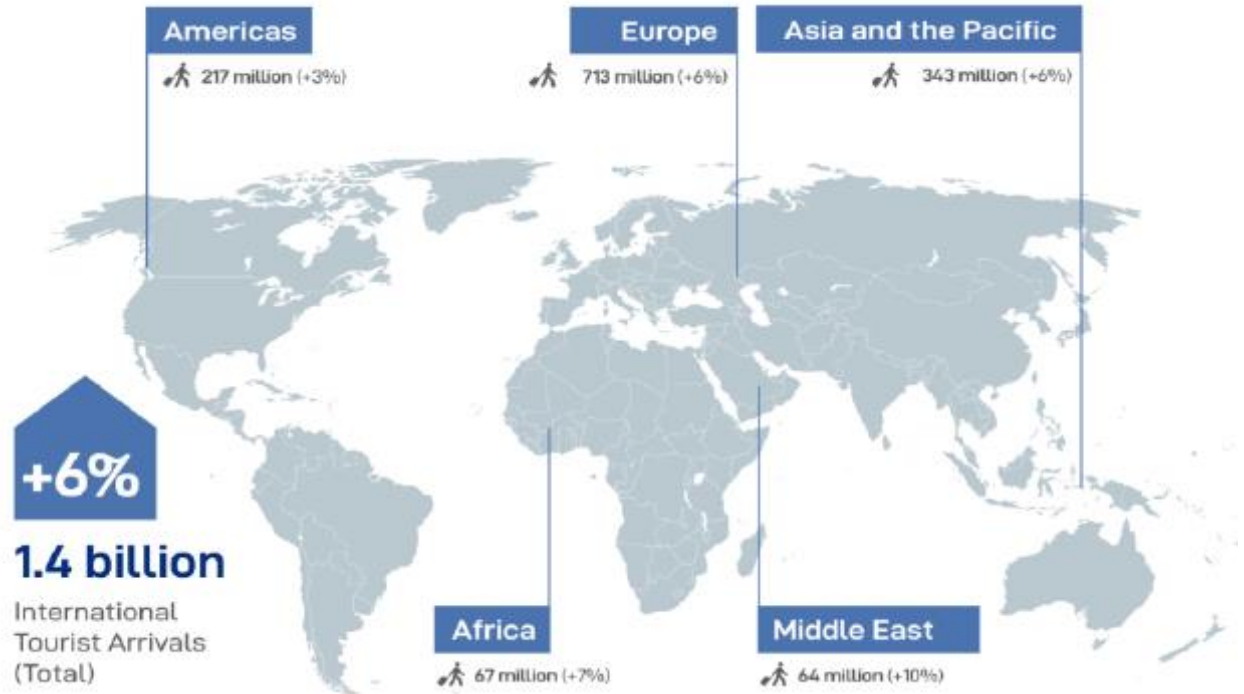 Americas
217 million (+3%)
Europe
713 million (+6%)
Asia and the Pacific
343 million (+6%)
+6%
1.4 billion
International
Tourist Arrivals
(Total)
Africa
67 million (+7%)
Middle East
64 million (+10%)